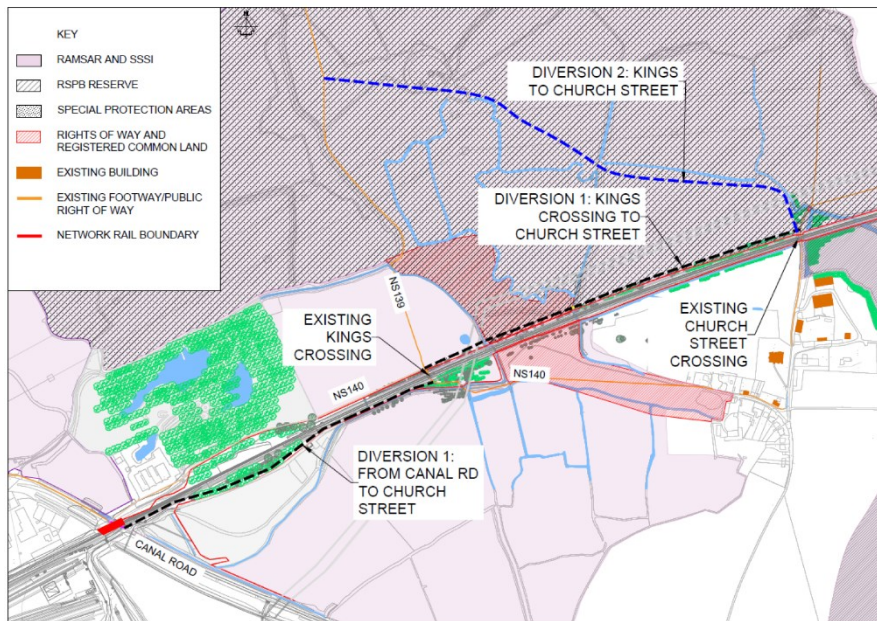 KEY
RAMSAR AND SSSI
RSPB RESERVE
SPECIAL PROTECTION AREAS
RIGHTS OF WAY AND
REGISTERED COMMON LAND
EXISTING BUILDING
EXISTING FOOTWAY/PUBLIC
RIGHT OF WAY
NETWORK RAIL BOUNDARY
DIVERSION 2: KINGS
TO CHURCH STREET
DIVERSION 1: KINGS
CROSSING TO
CHURCH STREET
NS139
EXISTING
KINGS
CROSSING
EXISTING
CHURCH
STREET
CROSSING
NS140
NS140
DIVERSION 1:
FROM CANAL RD
TO CHURCH
STREET
CANAL ROAD